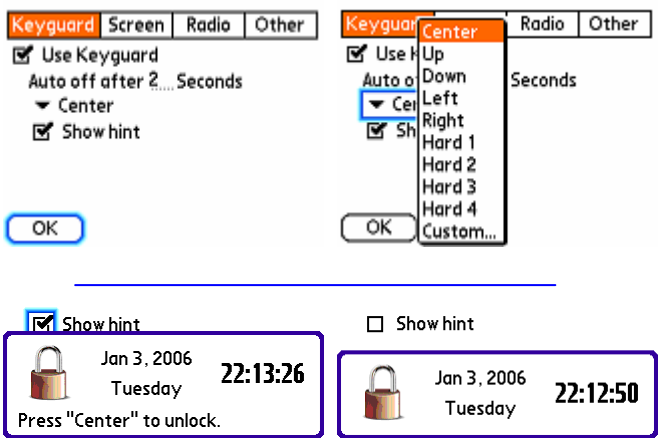 Keyguard Screen Radio Other
Use Keyguard
Auto off after 2 Seconds
Center
Show hint
OK
Keyguar Radio Other
Use K
Auto o Seconds
Cer
Sh
OK
Center
Up
Down
Left
Right
Hard 1
Hard 2
Hard 3
Hard 4
Custom...
Show hint
Jan 3, 2006
Tuesday
22:13:26
Press "Center" to unlock.
Show hint
Jan 3, 2006
Tuesday
22:12:50